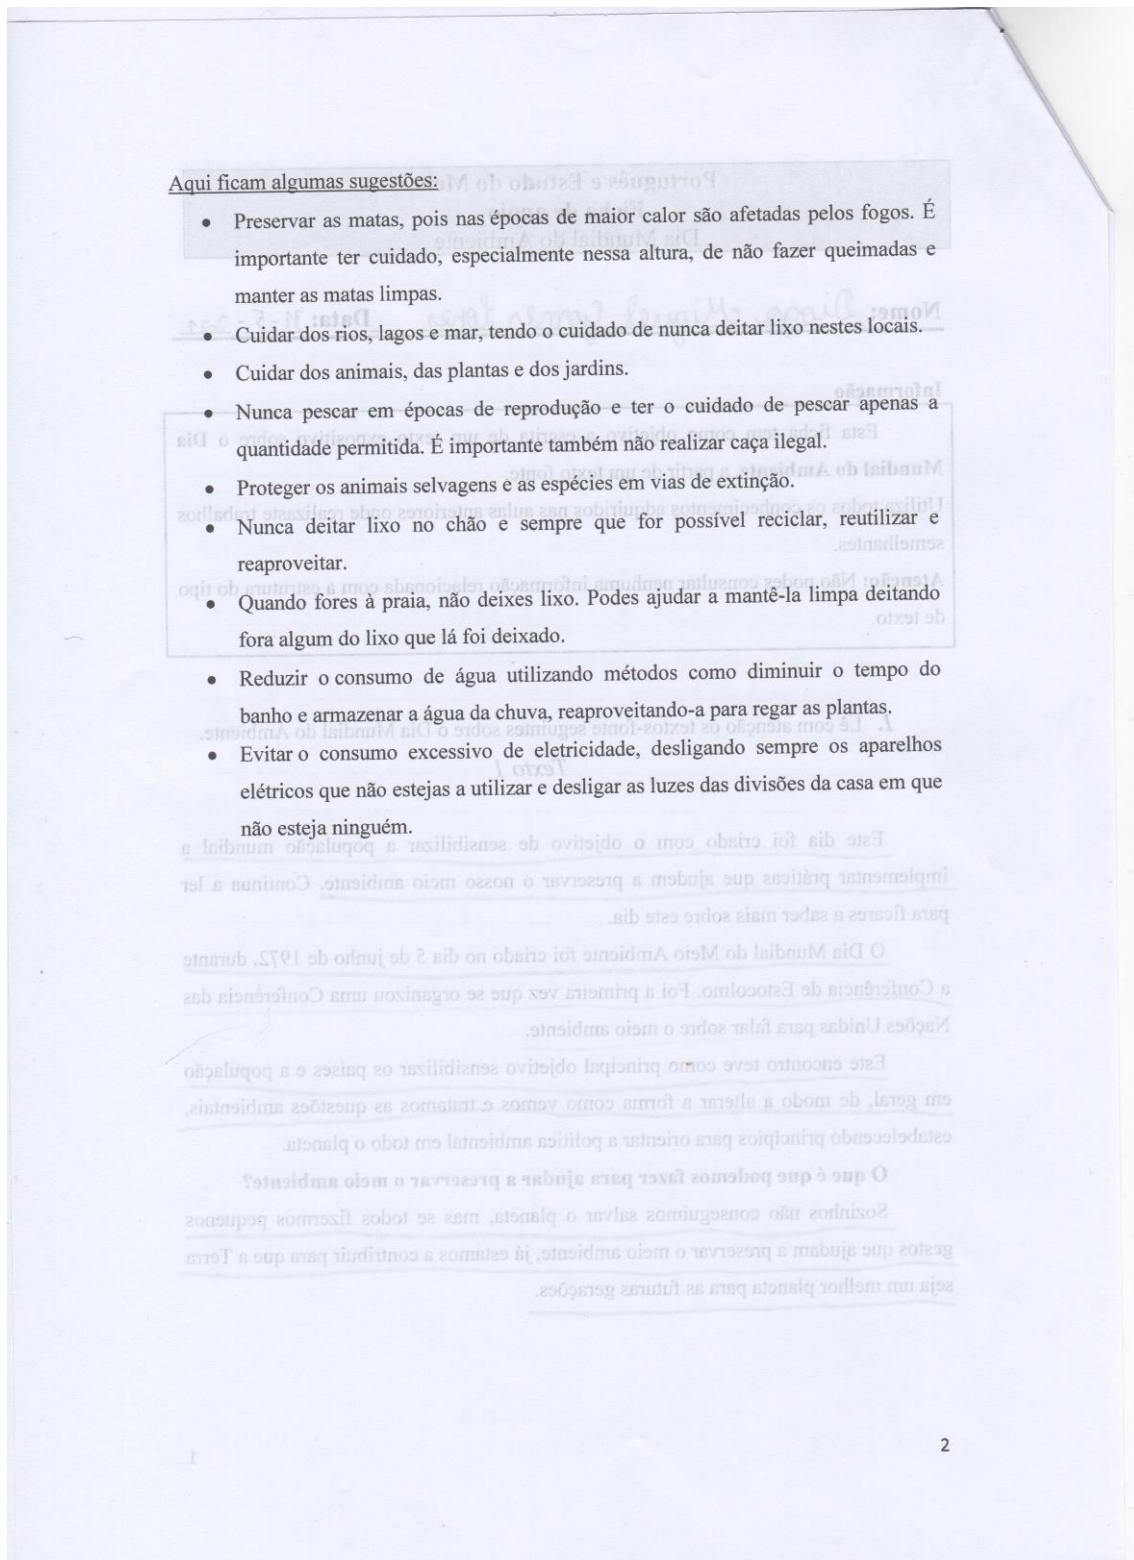 Aqui ficam algumas sugestões:
• Preservar as matas, pois nas épocas de maior calor são afetadas pelos fogos. É
importante ter cuidado, especialmente nessa altura, de não fazer queimadas e
manter as matas limpas.
• Cuidar dos rios, lagos e mar, tendo o cuidado de nunca deitar lixo nestes locais.
• Cuidar dos animais, das plantas e dos jardins.
• Nunca pescar em épocas de reprodução e ter o cuidado de pescar apenas a
quantidade permitida. É importante também não realizar caça ilegal.
• Proteger os animais selvagens e as espécies em vias de extinção.
• Nunca deitar lixo no chão e sempre que for possível reciclar, reutilizar e
reaproveitar.
• Quando fores à praia, não deixes lixo. Podes ajudar a mantê-la limpa deitando
fora algum do lixo que lá foi deixado.
• Reduzir o consumo de água utilizando métodos como diminuir o tempo do
banho e armazenar a água da chuva, reaproveitando-a para regar as plantas.
• Evitar o consumo excessivo de eletricidade, desligando sempre os aparelhos
elétricos que não estejas a utilizar e desligar as luzes das divisões da casa em que
não esteja ninguém.
2